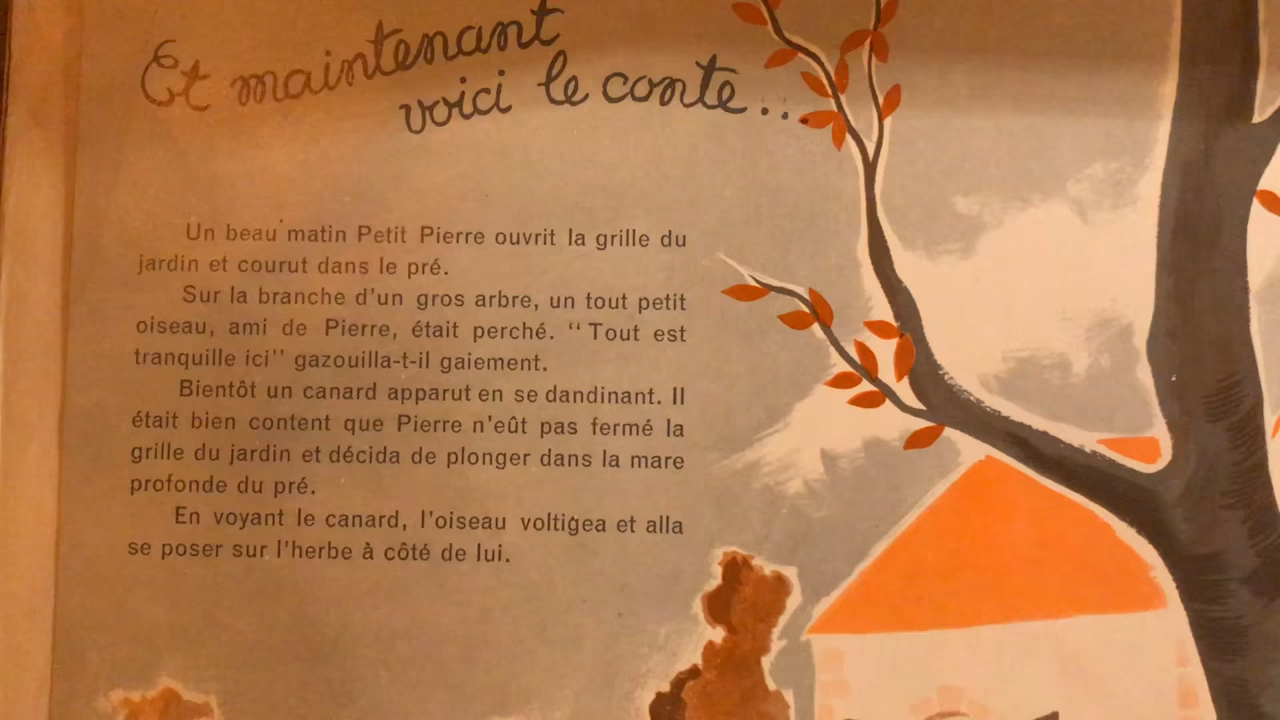 Et maintenant
voici le conte...
Un beau matin Petit Pierre ouvrit la grille du
jardin et courut dans le pré.
Sur la branche d'un gros arbre, un tout petit
oiseau, ami de Pierre, était perché. "Tout est
tranquille ici" gazouilla-t-il gaiement.
Bientôt un canard apparut en se dandinant. Il
était bien content que Pierre n'eût pas fermé la
grille du jardin et décida de plonger dans la mare
profonde du pré.
En voyant le canard, l'oiseau voltigea et alla
se poser sur l'herbe à côté de lui.